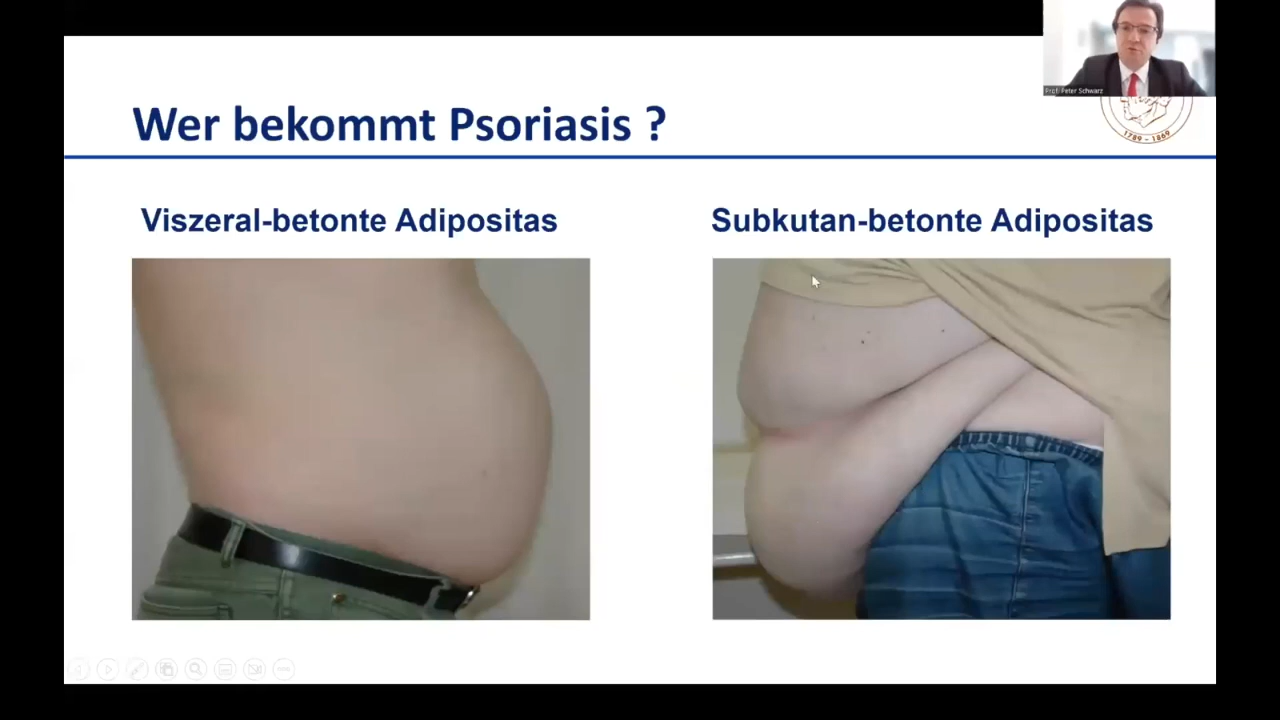 Prof. Peter Schwarz
1789 - 1869
Wer bekommt Psoriasis ?
Viszeral-betonte Adipositas
Subkutan-betonte Adipositas